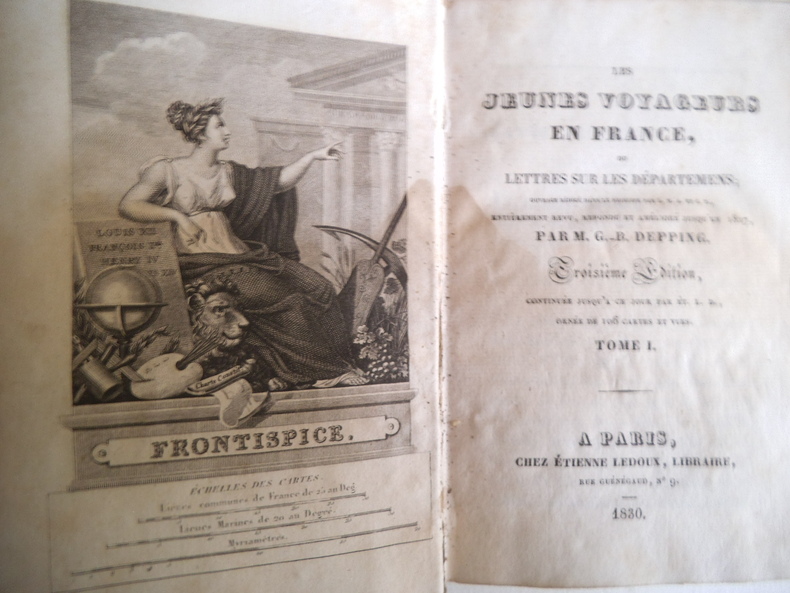 LOUIS XII
FRANÇOIS Ier
HENRI IV
Charte Constit
FRONTISPICE.
ÉCHELLES DES CARTES.
Lieues communes de France de 25 au Deg
Lieues Marines de 20 au Degré.
Myriamètres.
LES
JEUNES VOYAGEURS
EN FRANCE,
OU
LETTRES SUR LES DÉPARTEMENS,
OUVRAGE
ENTIÈREMENT REVU, REFONDU ET JUSQU'EN 1827,
PAR M. G.-B. DEPPING.
Troisième Édition,
CONTINUÉE JUSQU'A CE JOUR PAR
ORNÉE DE CARTES ET VUES.
TOME I.
A PARIS,
CHEZ ÉTIENNE LEDOUX, LIBRAIRE,
RUE GUÉNÉGAUD, N° 9.
1830.